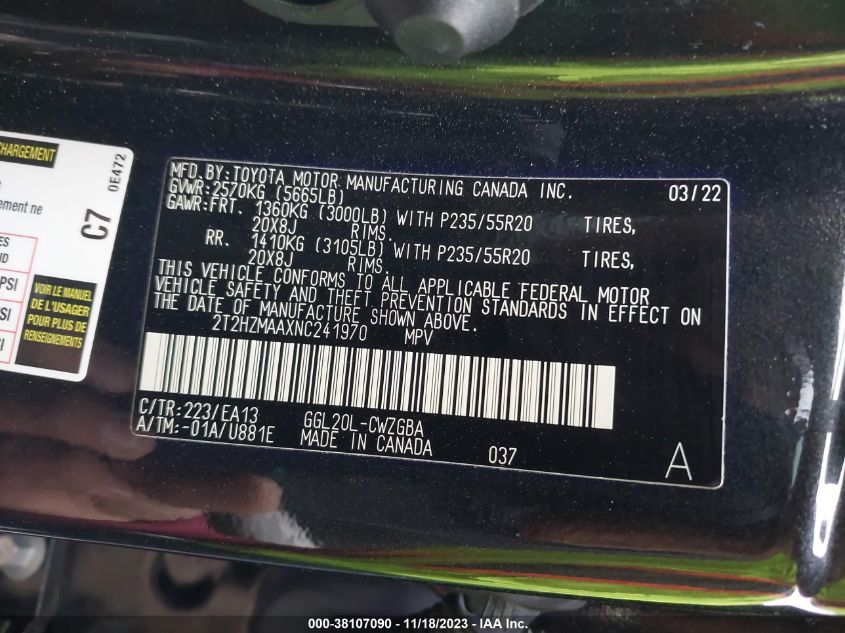 CHARGEMENT
ement ne
C7
0E472
PSI
VOIR LE MANUEL
DE L'USAGER
POUR PLUS DE
RENSEIGNEMENTS
MFD.BY:TOYOTA MOTOR MANUFACTURING CANADA INC. 03/22
GVWR:2570KG (5665LB)
GAWR:FRT. 1360KG (3000LB) WITH P235/55R20 TIRES,
20X8J RIMS.
RR. 1410KG (3105LB) WITH P235/55R20 TIRES,
20X8J RIMS.
THIS VEHICLE CONFORMS TO ALL APPLICABLE FEDERAL MOTOR
VEHICLE SAFETY AND THEFT PREVENTION STANDARDS IN EFFECT ON
THE DATE OF MANUFACTURE SHOWN ABOVE.
2T2HZMAAXNC241970 MPV
C/TR:223/EA13 GGL20L-CWZGBA
A/TM:-01A/U881E MADE IN CANADA 037 A
000-38107090 - 11/18/2023 - IAA Inc.